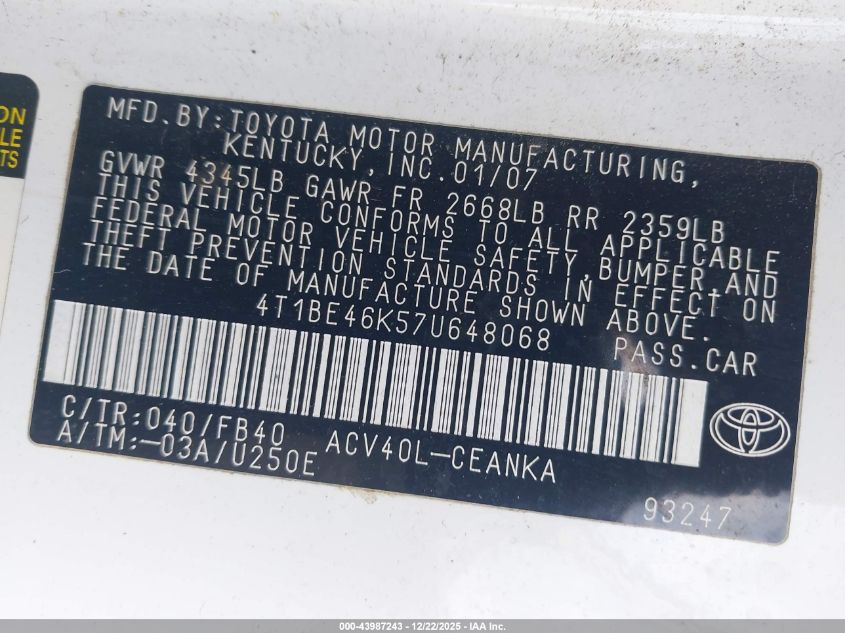 ON
LE
TS
MFD.BY:TOYOTA MOTOR MANUFACTURING,
KENTUCKY,INC.01/07
GVWR 4345LB GAWR FR 2668LB RR 2359LB
THIS VEHICLE CONFORMS TO ALL APPLICABLE
FEDERAL MOTOR VEHICLE SAFETY,BUMPER,AND
THEFT PREVENTION STANDARDS IN EFFECT ON
THE DATE OF MANUFACTURE SHOWN ABOVE.
4T1BE46K57U648068
PASS.CAR
C/TR:040/FB40
A/TM:-03A/U250E
ACV40L-CEANKA
93247
000-43987243 - 12/22/2025 - IAA Inc.